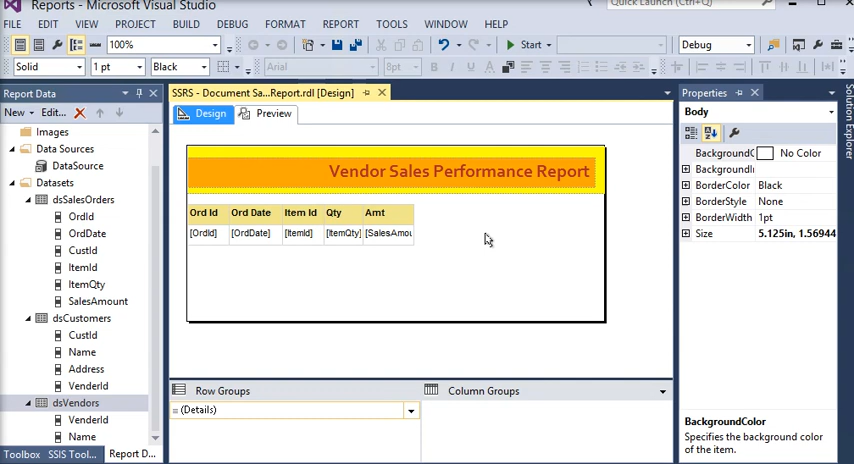 Reports - Microsoft Visual Studio
Quick Launch (Ctrl+Q)
FILE EDIT VIEW PROJECT BUILD DEBUG FORMAT REPORT TOOLS WINDOW HELP
100% Start Debug
Solid 1 pt Black Arial 8pt B I U A
Report Data
New Edit...
Images
Data Sources
DataSource
Datasets
dsSalesOrders
OrdId
OrdDate
CustId
ItemId
ItemQty
SalesAmount
dsCustomers
CustId
Name
Address
VenderId
dsVendors
VenderId
Name
Toolbox SSIS Tool... Report D...
SSRS - Document Sa...Report.rdl [Design]
Design Preview
Vendor Sales Performance Report
Ord Id Ord Date Item Id Qty Amt
[OrdId] [OrdDate] [ItemId] [ItemQty] [SalesAmou
Row Groups Column Groups
(Details)
Properties
Body
BackgroundC No Color
BackgroundIn
BorderColor Black
BorderStyle None
BorderWidth 1pt
Size 5.125in, 1.56944
BackgroundColor
Specifies the background color
of the item.
Solution Explorer